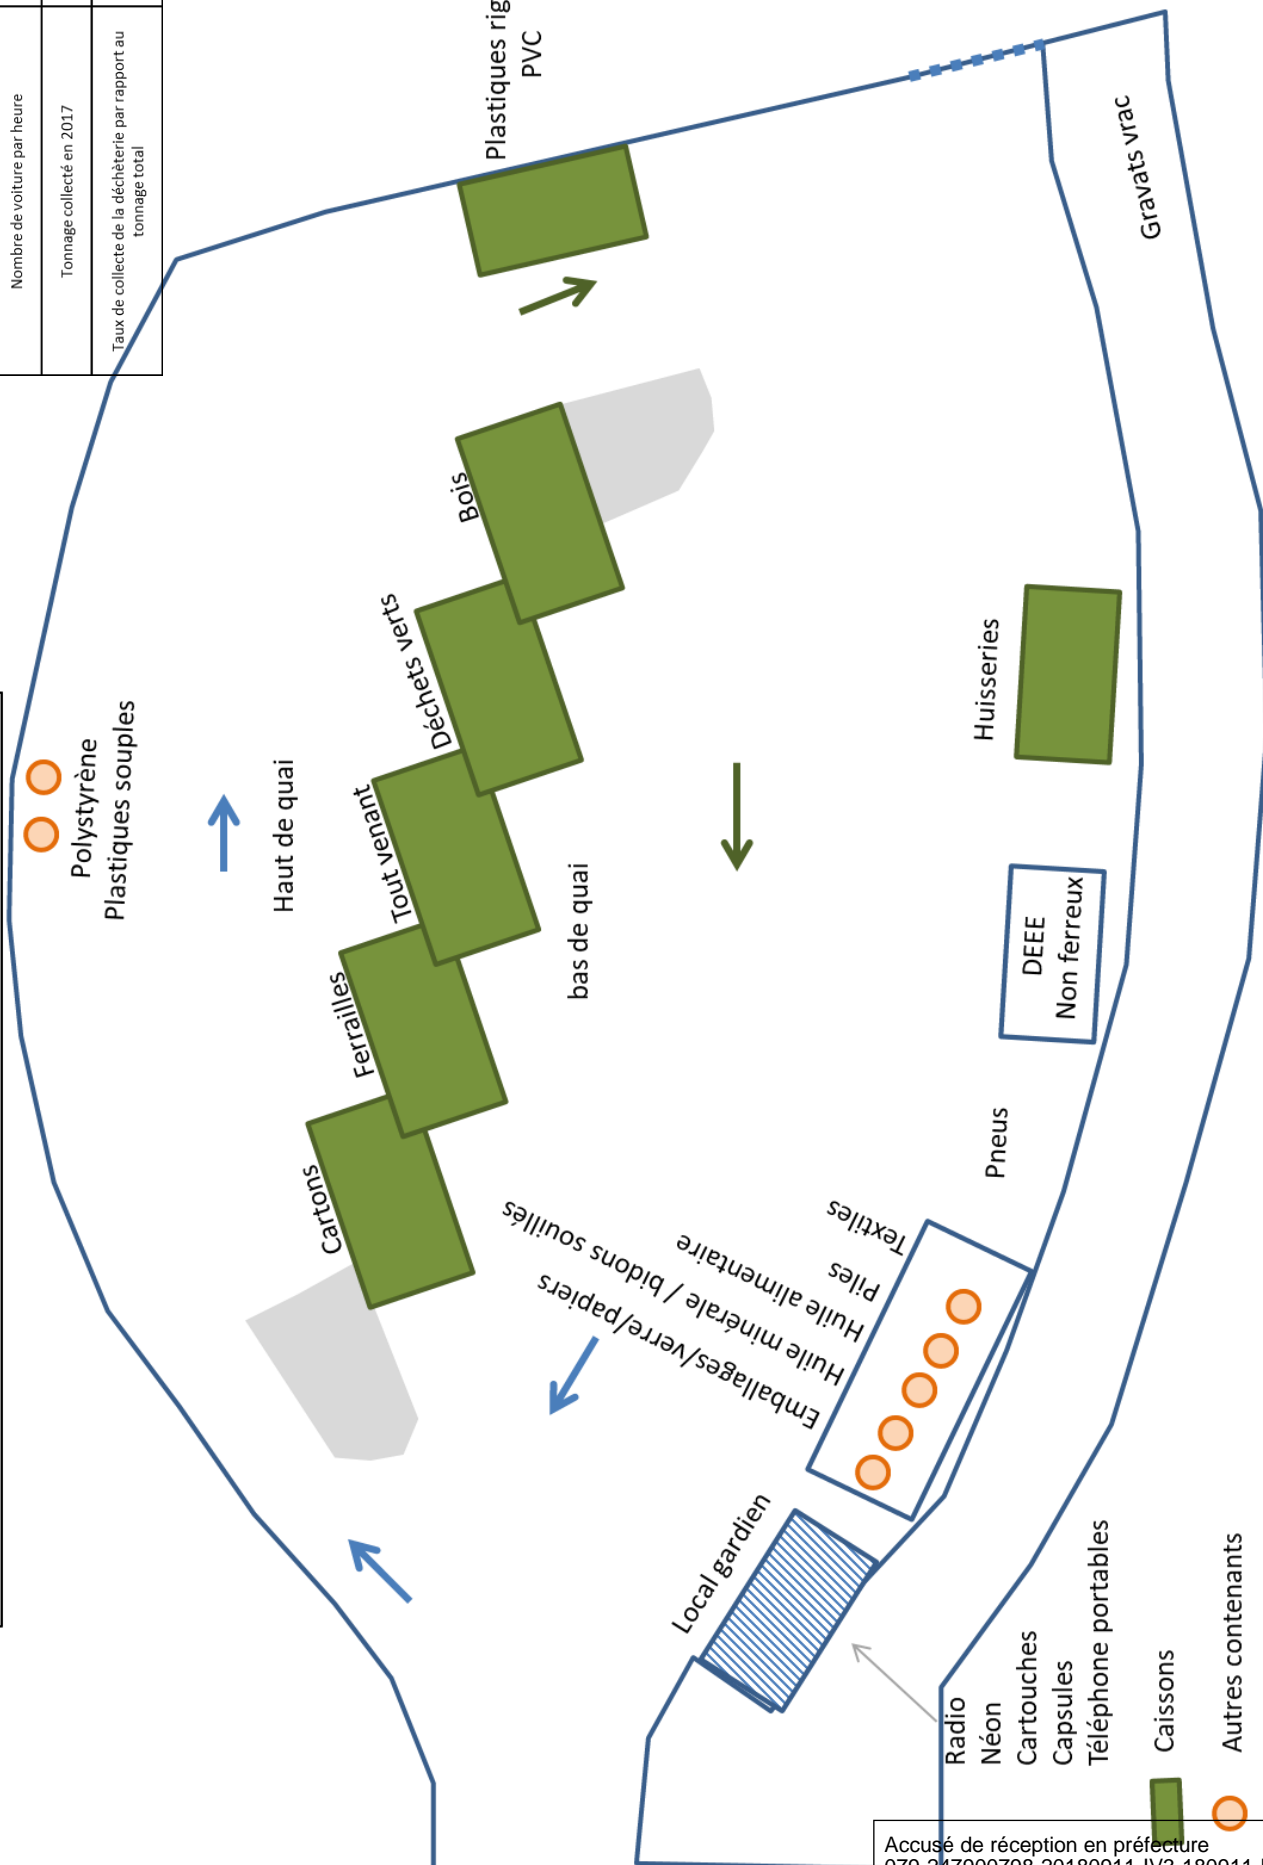 Nombre de voiture par heure
Tonnage collecté en 2017
Taux de collecte de la déchèterie par rapport au
tonnage total
Polystyrène
Plastiques souples
Haut de quai
Plastiques rig
PVC
Cartons
Ferrailles
Tout venant
Déchets verts
Bois
bas de quai
Gravats vrac
Huisseries
DEEE
Non ferreux
Pneus
Textiles
Piles
Huile alimentaire
Huile minérale / bidons souillés
Emballages/verre/papiers
Local gardien
Radio
Néon
Cartouches
Capsules
Téléphone portables
Caissons
Autres contenants
Accusé de réception en préfecture